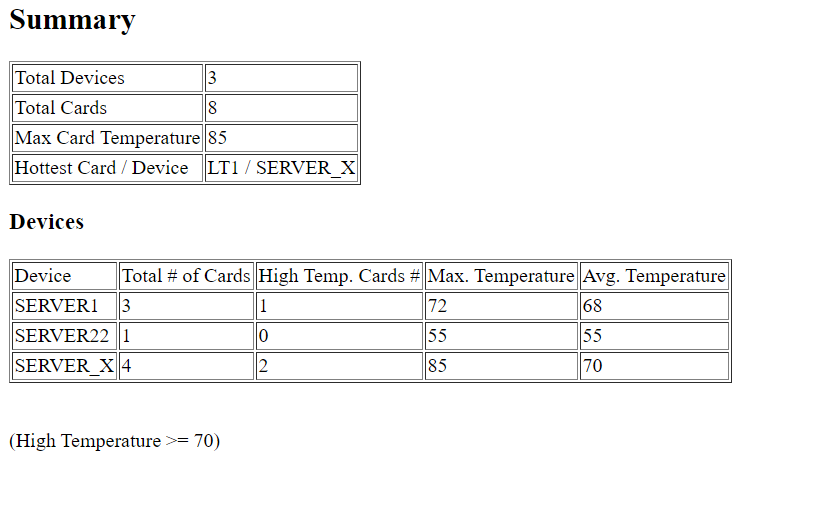 Summary
Total Devices 3
Total Cards 8
Max Card Temperature 85
Hottest Card / Device LT1 / SERVER_X
Devices
Device Total # of Cards High Temp. Cards # Max. Temperature Avg. Temperature
SERVER1 3 1 72 68
SERVER22 1 0 55 55
SERVER_X 4 2 85 70
(High Temperature >= 70)